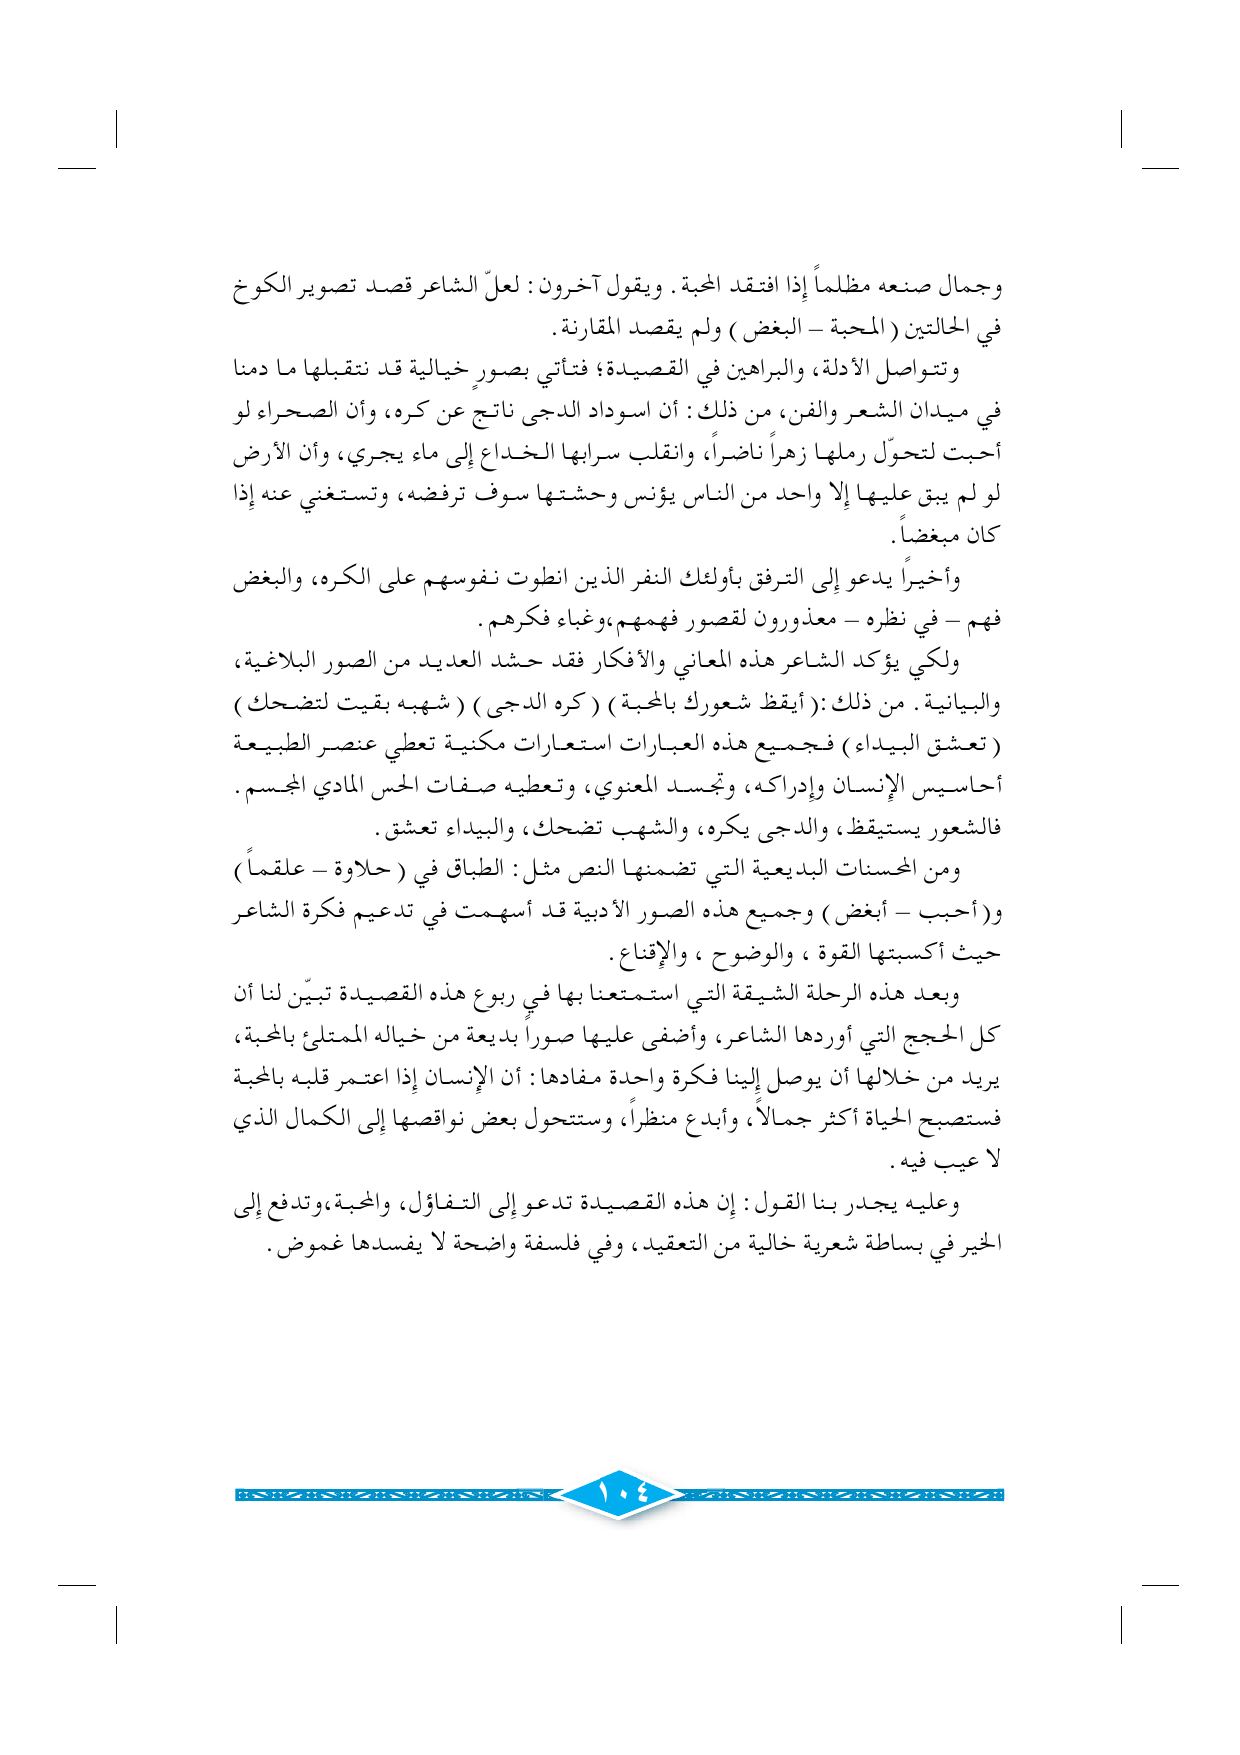 وجمال صنعه مظلماً إذا افتقد المحبة. ويقول آخرون: لعلّ الشاعر قصد تصوير الكوخ
في الحالتين (المحبة – البغض) ولم يقصد المقارنة.
وتتواصل الأدلة، والبراهين في القصيدة؛ فتأتي بصورٍ خيالية قد نتقبلها ما دمنا
في ميدان الشعر والفن، من ذلك: أن اسوداد الدجى ناتج عن كره، وأن الصحراء لو
أحبت لتحوّل رملها زهراً ناضراً، وانقلب سرابها الخداع إلى ماء يجري، وأن الأرض
لو لم يبق عليها إلا واحد من الناس يؤنس وحشتها سوف ترفضه، وتستغني عنه إذا
كان مبغضاً.
وأخيراً يدعو إلى الترفق بأولئك النفر الذين انطوت نفوسهم على الكره، والبغض
فهم – في نظره – معذورون لقصور فهمهم،وغباء فكرهم.
ولكي يؤكد الشاعر هذه المعاني والأفكار فقد حشد العديد من الصور البلاغية،
والبيانية. من ذلك:(أيقظ شعورك بالمحبة) (كره الدجى) (شهبه بقيت لتضحك)
(تعشق البيداء) فجميع هذه العبارات استعارات مكنية تعطي عنصر الطبيعة
أحاسيس الإنسان وإدراكه، وتجسد المعنوي، وتعطيه صفات الحس المادي المجسم.
فالشعور يستيقظ، والدجى يكره، والشهب تضحك، والبيداء تعشق.
ومن المحسنات البديعية التي تضمنها النص مثل: الطباق في (حلاوة – علقماً)
و(أحبب – أبغض) وجميع هذه الصور الأدبية قد أسهمت في تدعيم فكرة الشاعر
حيث أكسبتها القوة ، والوضوح ، والإقناع.
وبعد هذه الرحلة الشيقة التي استمتعنا بها في ربوع هذه القصيدة تبيّن لنا أن
كل الحجج التي أوردها الشاعر، وأضفى عليها صوراً بديعة من خياله الممتلئ بالمحبة،
يريد من خلالها أن يوصل إلينا فكرة واحدة مفادها: أن الإنسان إذا اعتمر قلبه بالمحبة
فستصبح الحياة أكثر جمالاً، وأبدع منظراً، وستتحول بعض نواقصها إلى الكمال الذي
لا عيب فيه.
وعليه يجدر بنا القول: إن هذه القصيدة تدعو إلى التفاؤل، والمحبة،وتدفع إلى
الخير في بساطة شعرية خالية من التعقيد، وفي فلسفة واضحة لا يفسدها غموض.
١٠٤